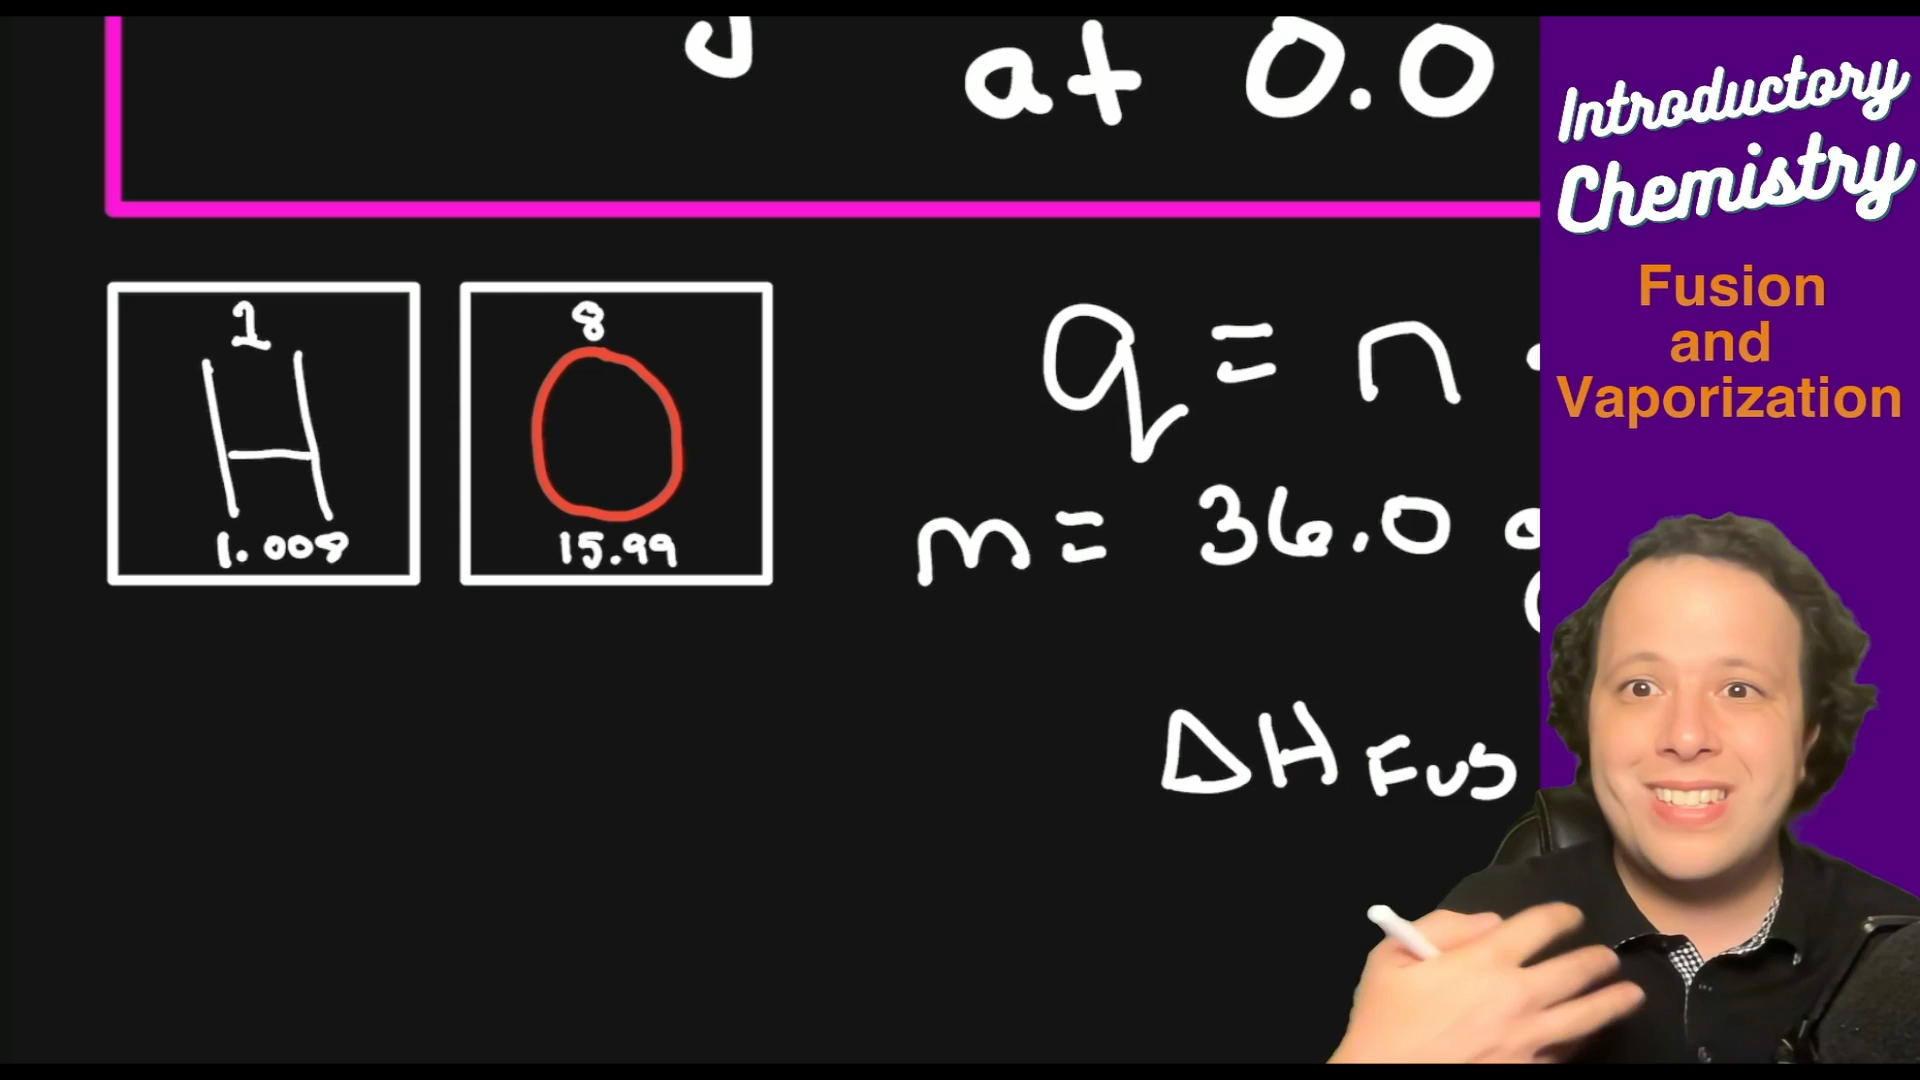 at 0.0
1
H
1.008
8
O
15.99
q = n
m = 36.0
ΔH Fus
Introductory
Chemistry
Fusion
and
Vaporization